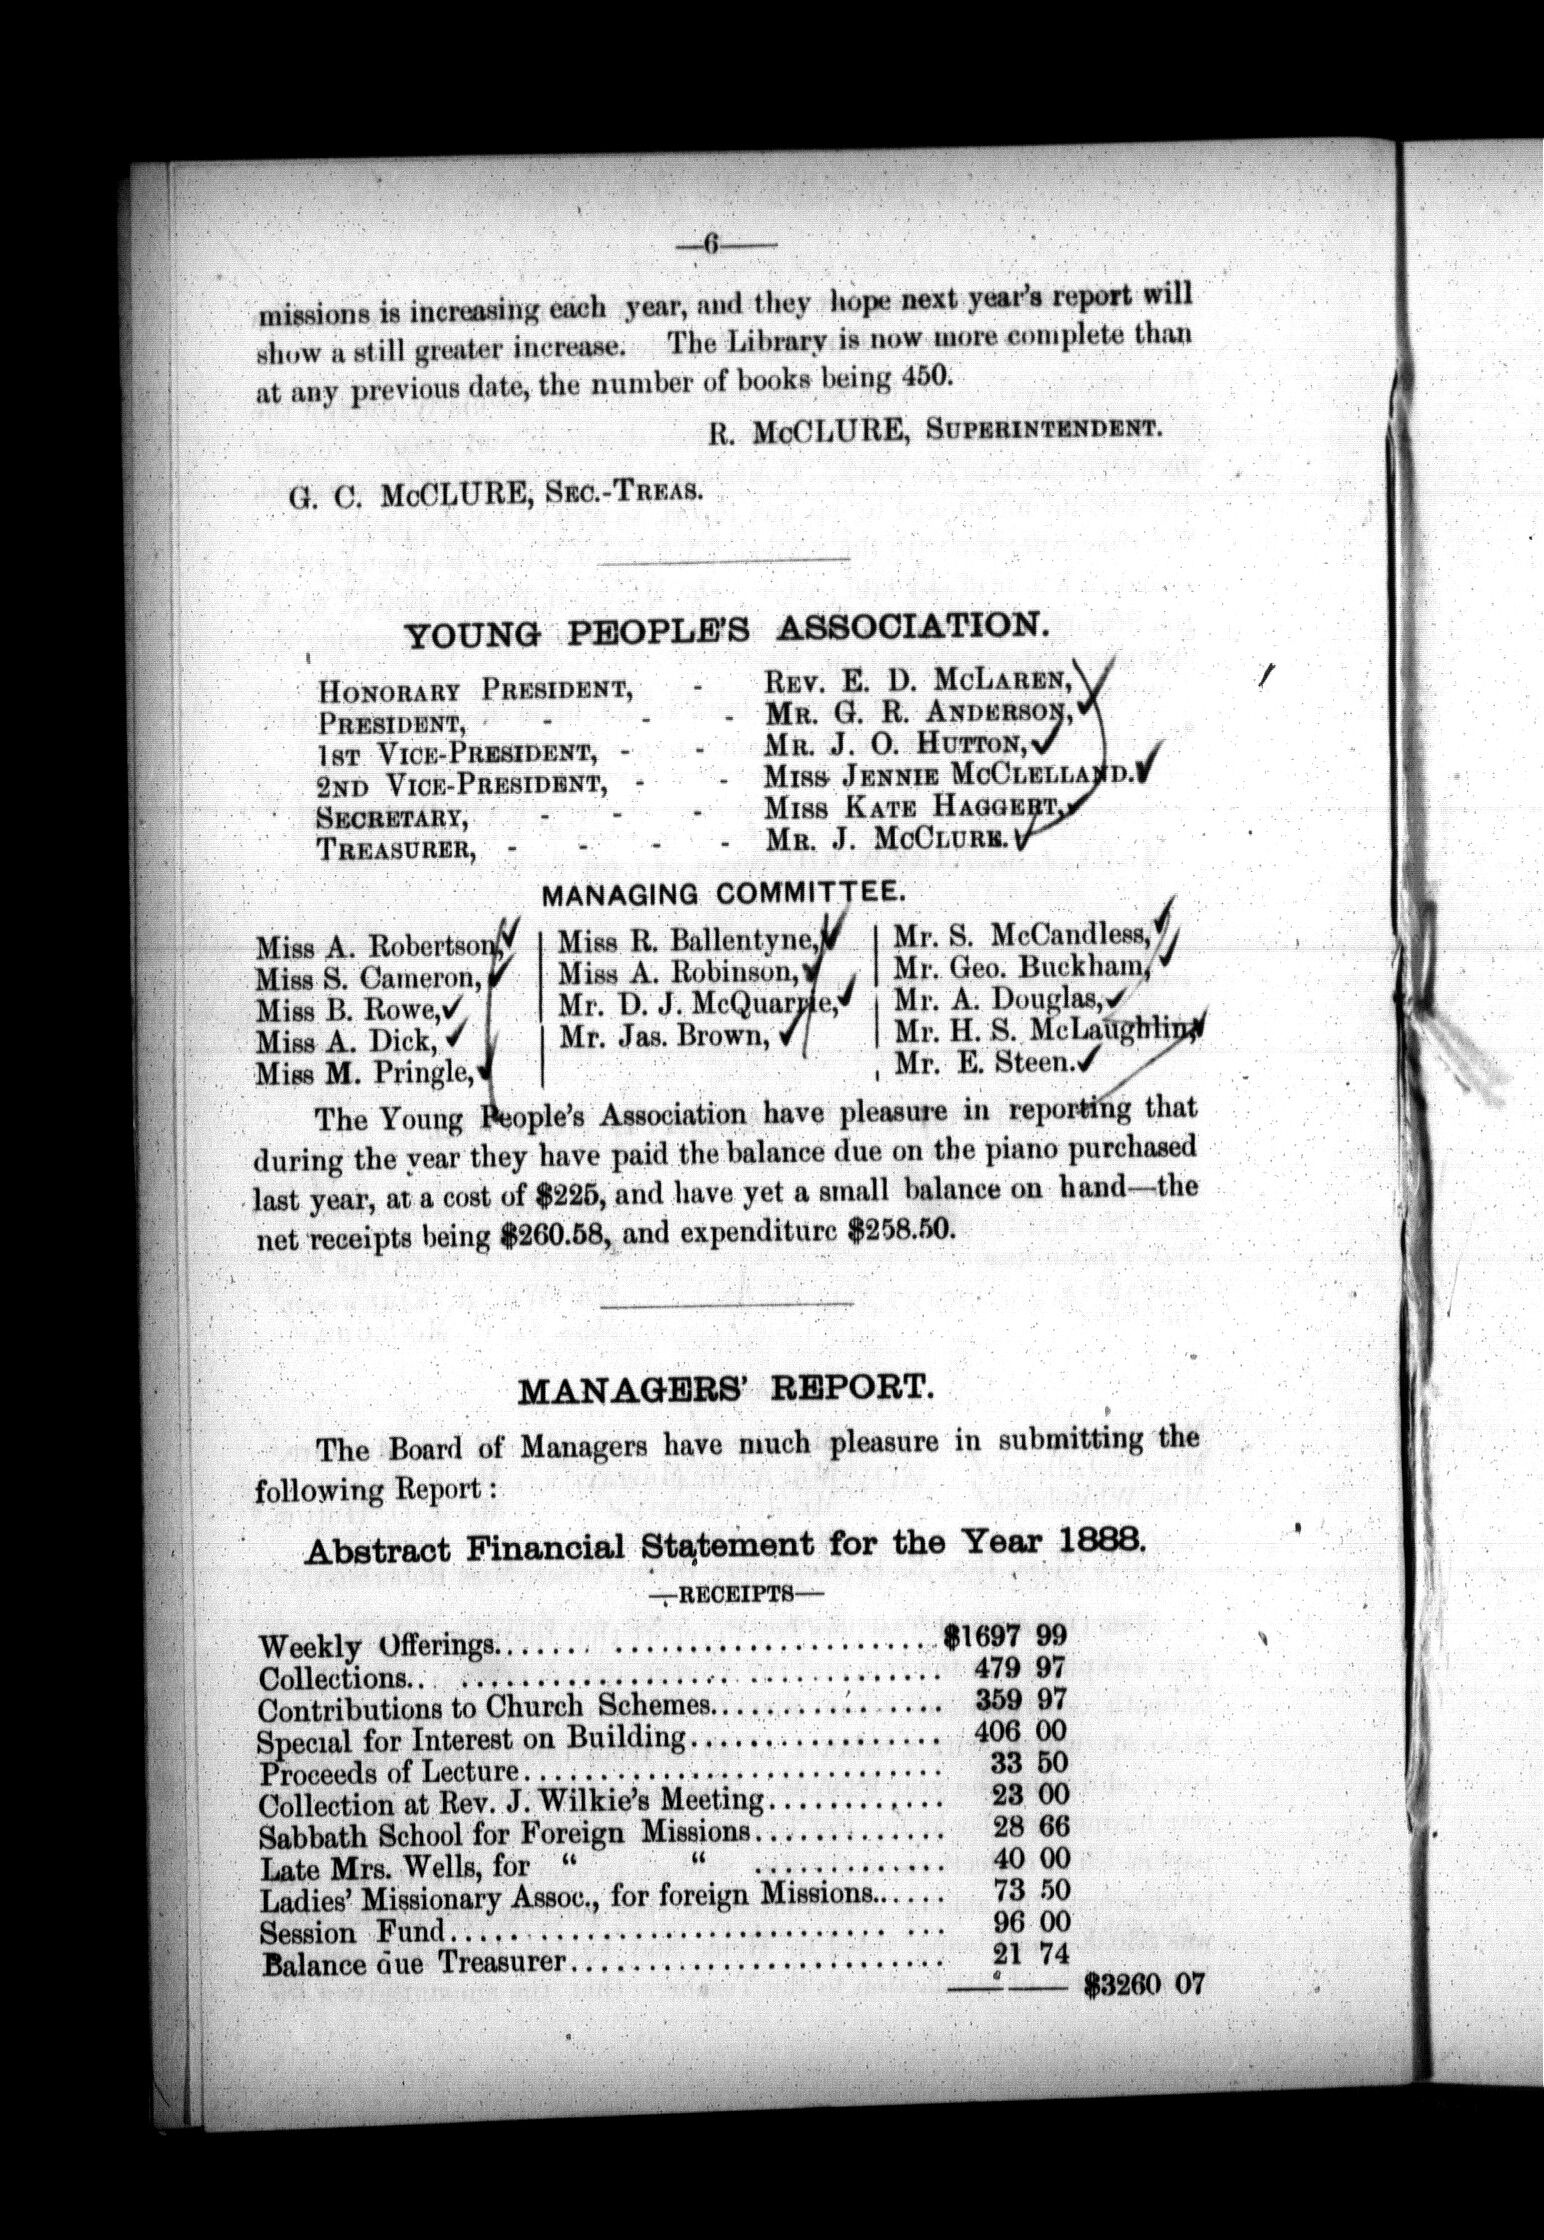 —6—
missions is increasing each year, and they hope next year's report will
show a still greater increase. The Library is now more complete than
at any previous date, the number of books being 450.
R. McCLURE, SUPERINTENDENT.
G. C. McCLURE, SEC.-TREAS.
YOUNG PEOPLE'S ASSOCIATION.
HONORARY PRESIDENT, - REV. E. D. MCLAREN,
PRESIDENT, - - - MR. G. R. ANDERSON,
1ST VICE-PRESIDENT, - - MR. J. O. HUTTON,
2ND VICE-PRESIDENT, - - MISS JENNIE MCCLELLAND.
SECRETARY, - - - MISS KATE HAGGERT,
TREASURER, - - - - MR. J. MCCLURE.
MANAGING COMMITTEE.
Miss A. Robertson, | Miss R. Ballentyne, | Mr. S. McCandless,
Miss S. Cameron, | Miss A. Robinson, | Mr. Geo. Buckham,
Miss B. Rowe, | Mr. D. J. McQuarrie, | Mr. A. Douglas,
Miss A. Dick, | Mr. Jas. Brown, | Mr. H. S. McLaughlin,
Miss M. Pringle, | Mr. E. Steen.
The Young People's Association have pleasure in reporting that
during the year they have paid the balance due on the piano purchased
last year, at a cost of $225, and have yet a small balance on hand—the
net receipts being $260.58, and expenditure $258.50.
MANAGERS' REPORT.
The Board of Managers have much pleasure in submitting the
following Report:
Abstract Financial Statement for the Year 1888.
—RECEIPTS—
Weekly Offerings.................................$1697 99
Collections................................. 479 97
Contributions to Church Schemes................ 359 97
Special for Interest on Building................. 406 00
Proceeds of Lecture............................ 33 50
Collection at Rev. J. Wilkie's Meeting............ 23 00
Sabbath School for Foreign Missions............. 28 66
Late Mrs. Wells, for “ “ ............. 40 00
Ladies' Missionary Assoc., for foreign Missions...... 73 50
Session Fund................................. 96 00
Balance due Treasurer......................... 21 74
$3260 07